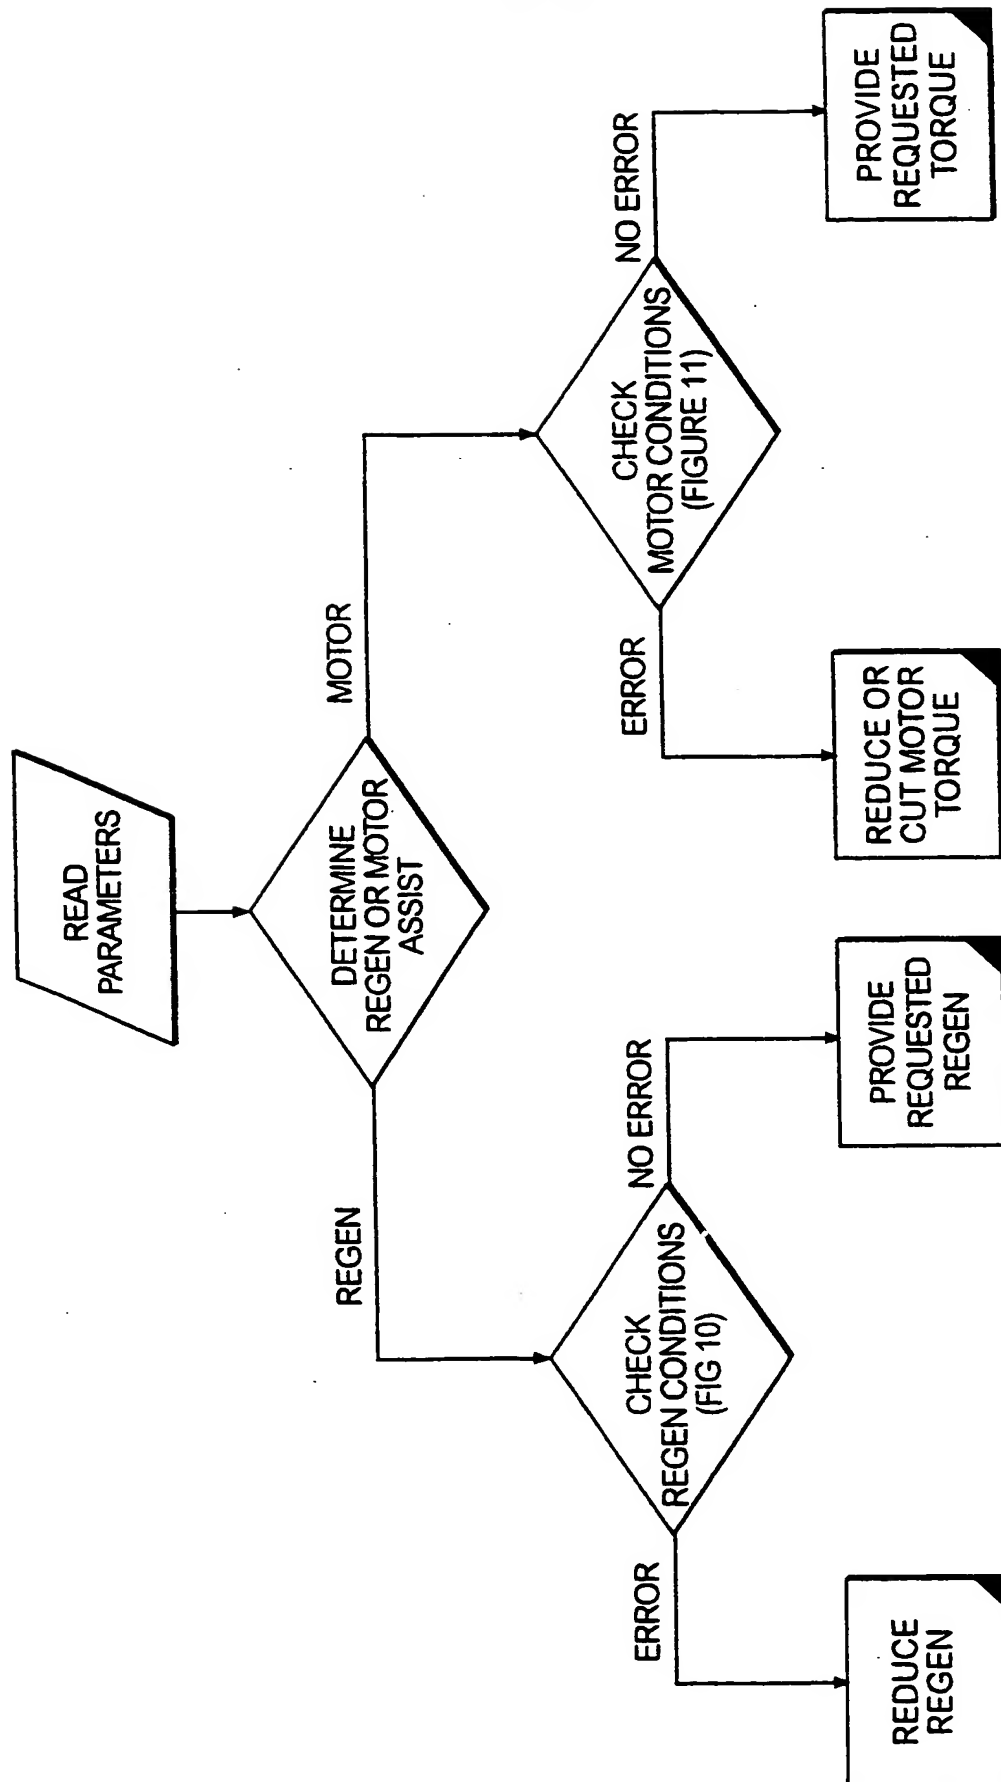 READ
PARAMETERS
DETERMINE
REGEN OR MOTOR
ASSIST
REGEN
MOTOR
CHECK
REGEN CONDITIONS
(FIG 10)
CHECK
MOTOR CONDITIONS
(FIGURE 11)
ERROR
NO ERROR
ERROR
NO ERROR
REDUCE
REGEN
PROVIDE
REQUESTED
REGEN
REDUCE OR
CUT MOTOR
TORQUE
PROVIDE
REQUESTED
TORQUE